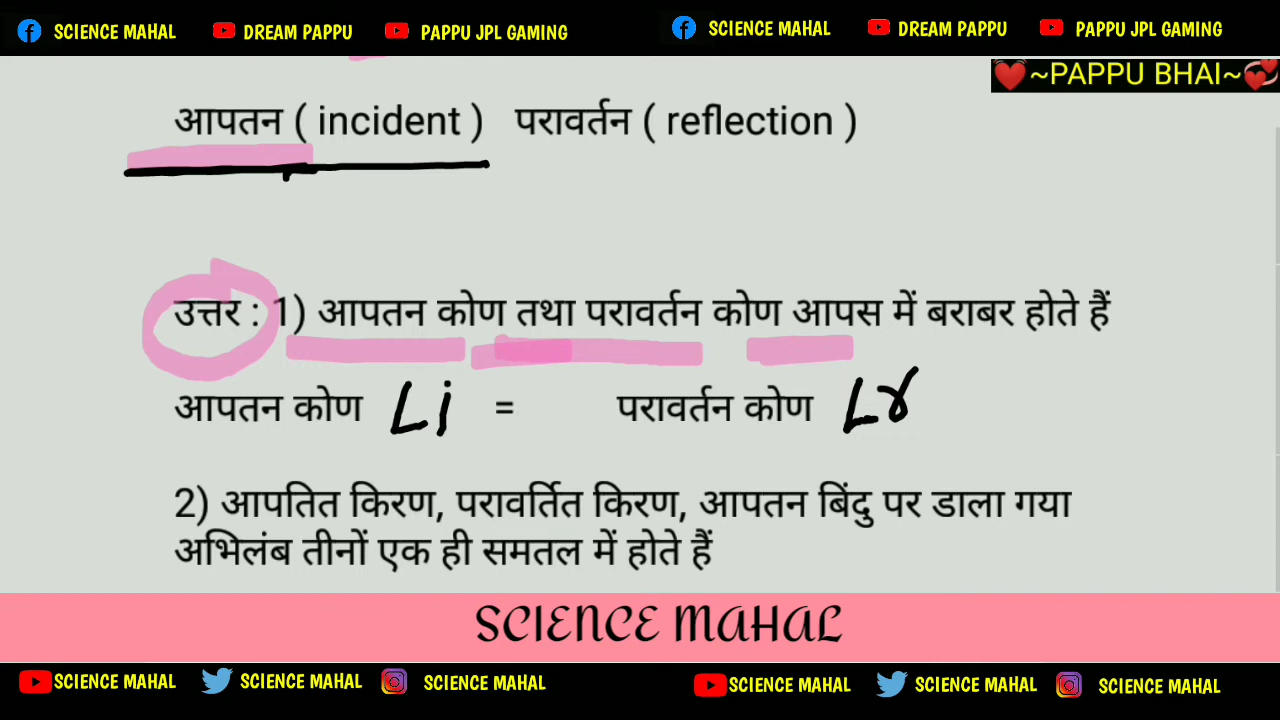 SCIENCE MAHAL DREAM PAPPU PAPPU JPL GAMING SCIENCE MAHAL DREAM PAPPU PAPPU JPL GAMING
~PAPPU BHAI~
आपतन ( incident ) परावर्तन ( reflection )
उत्तर : 1) आपतन कोण तथा परावर्तन कोण आपस में बराबर होते हैं
आपतन कोण Li = परावर्तन कोण Lr
2) आपतित किरण, परावर्तित किरण, आपतन बिंदु पर डाला गया
अभिलंब तीनों एक ही समतल में होते हैं
SCIENCE MAHAL
SCIENCE MAHAL SCIENCE MAHAL SCIENCE MAHAL SCIENCE MAHAL SCIENCE MAHAL SCIENCE MAHAL